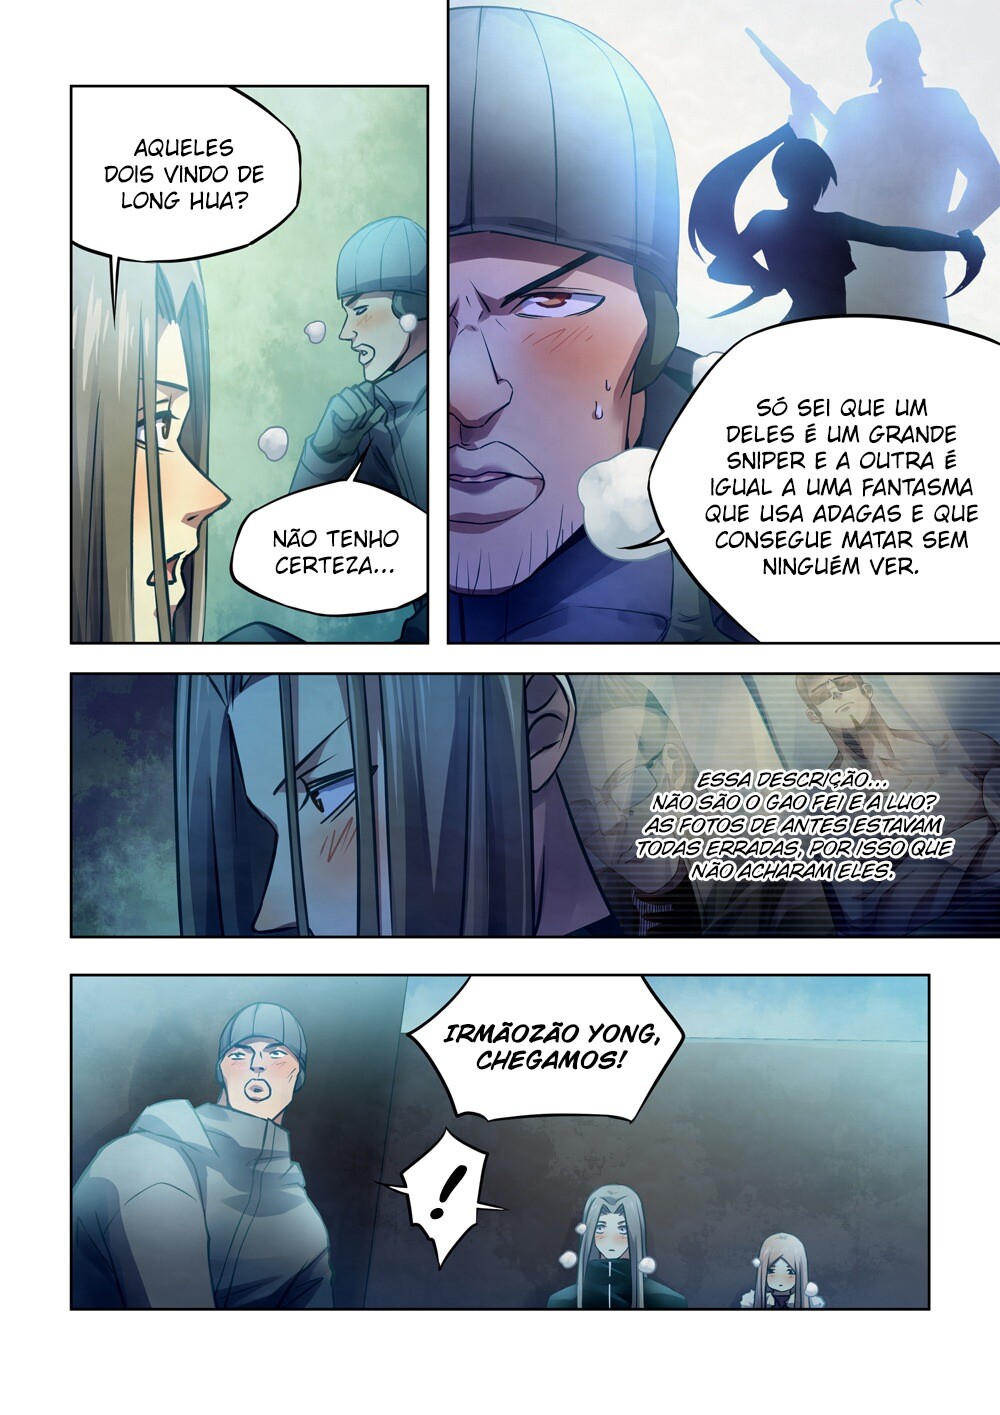 AQUELES
DOIS VINDO DE
LONG HUA?
NÃO TENHO
CERTEZA...
SÓ SEI QUE UM
DELES É UM GRANDE
SNIPER E A OUTRA É
IGUAL A UMA FANTASMA
QUE USA ADAGAS E QUE
CONSEGUE MATAR SEM
NINGUÉM VER.
ESSA DESCRIÇÃO...
NÃO SÃO O GAO FEI E A LUO?
AS FOTOS DE ANTES ESTAVAM
TODAS ERRADAS, POR ISSO QUE
NÃO ACHARAM ELES.
IRMÃOZÃO YONG,
CHEGAMOS!
!